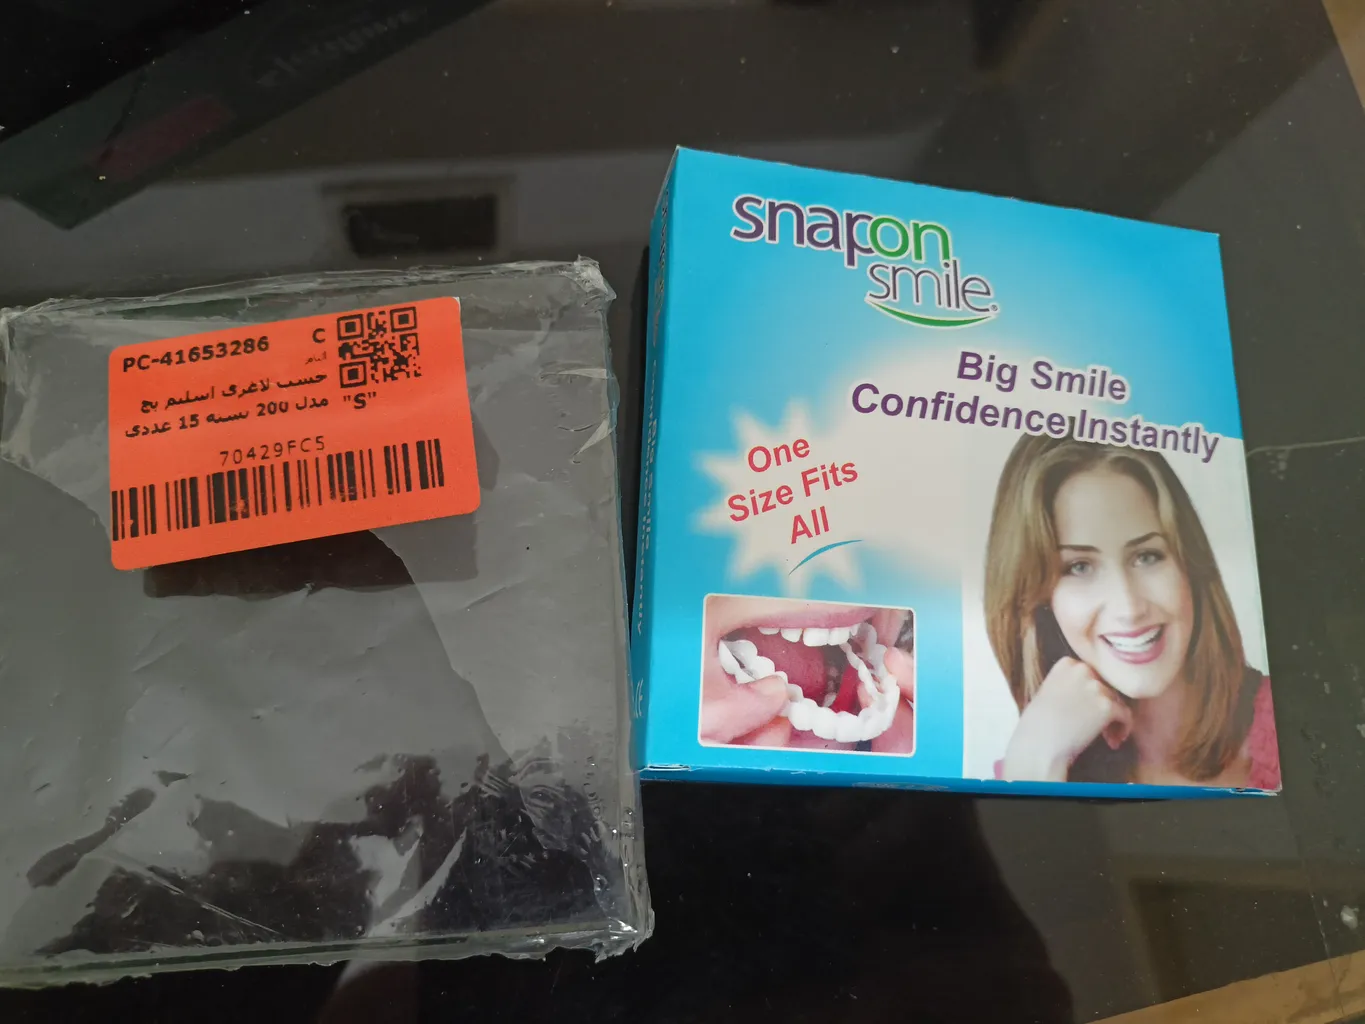 PC-41653286 C
چسب لاغری اسلیم پچ
مدل 200 بسته 15 عددی "S"
70429FC5
snapon
smile®
Big Smile
Confidence Instantly
One
Size Fits
All